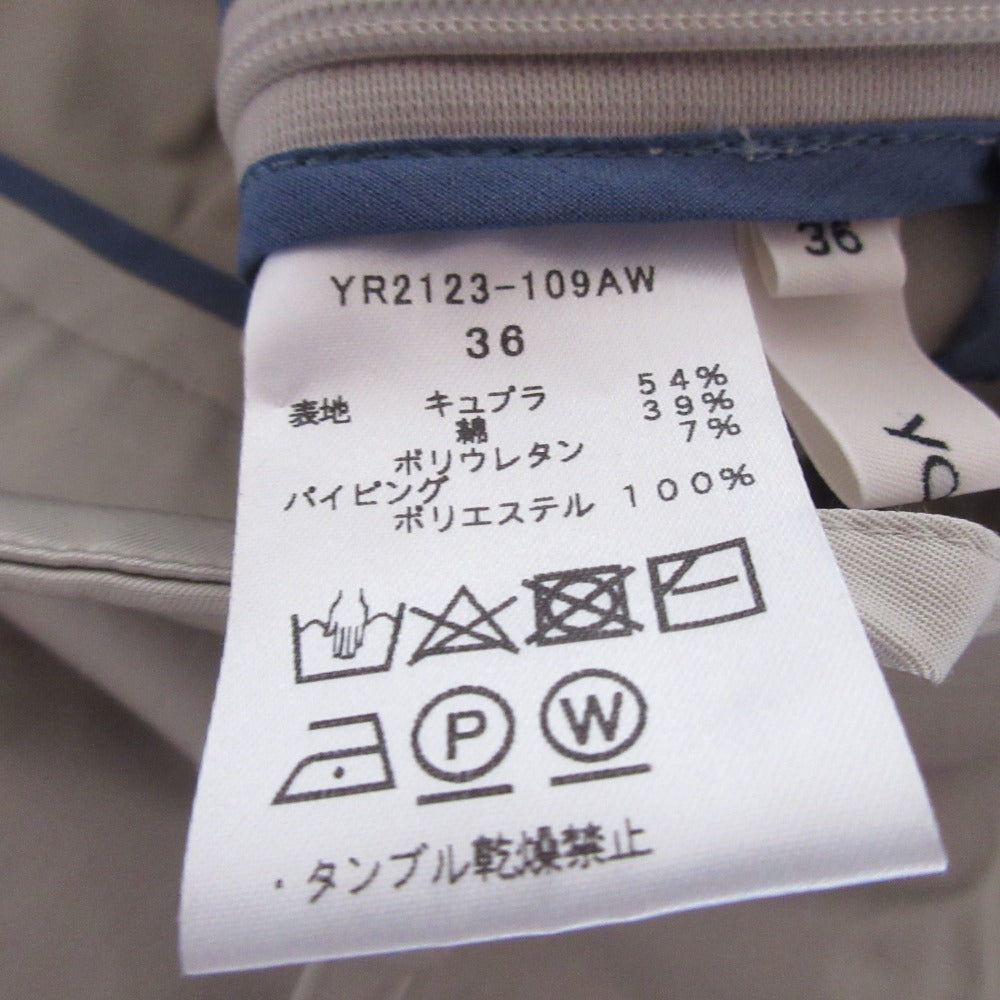 36
YR2123-109AW
36
表地 キュプラ 54%
綿 39%
ポリウレタン 7%
パイピング
ポリエステル 100%
P W
・タンブル乾燥禁止